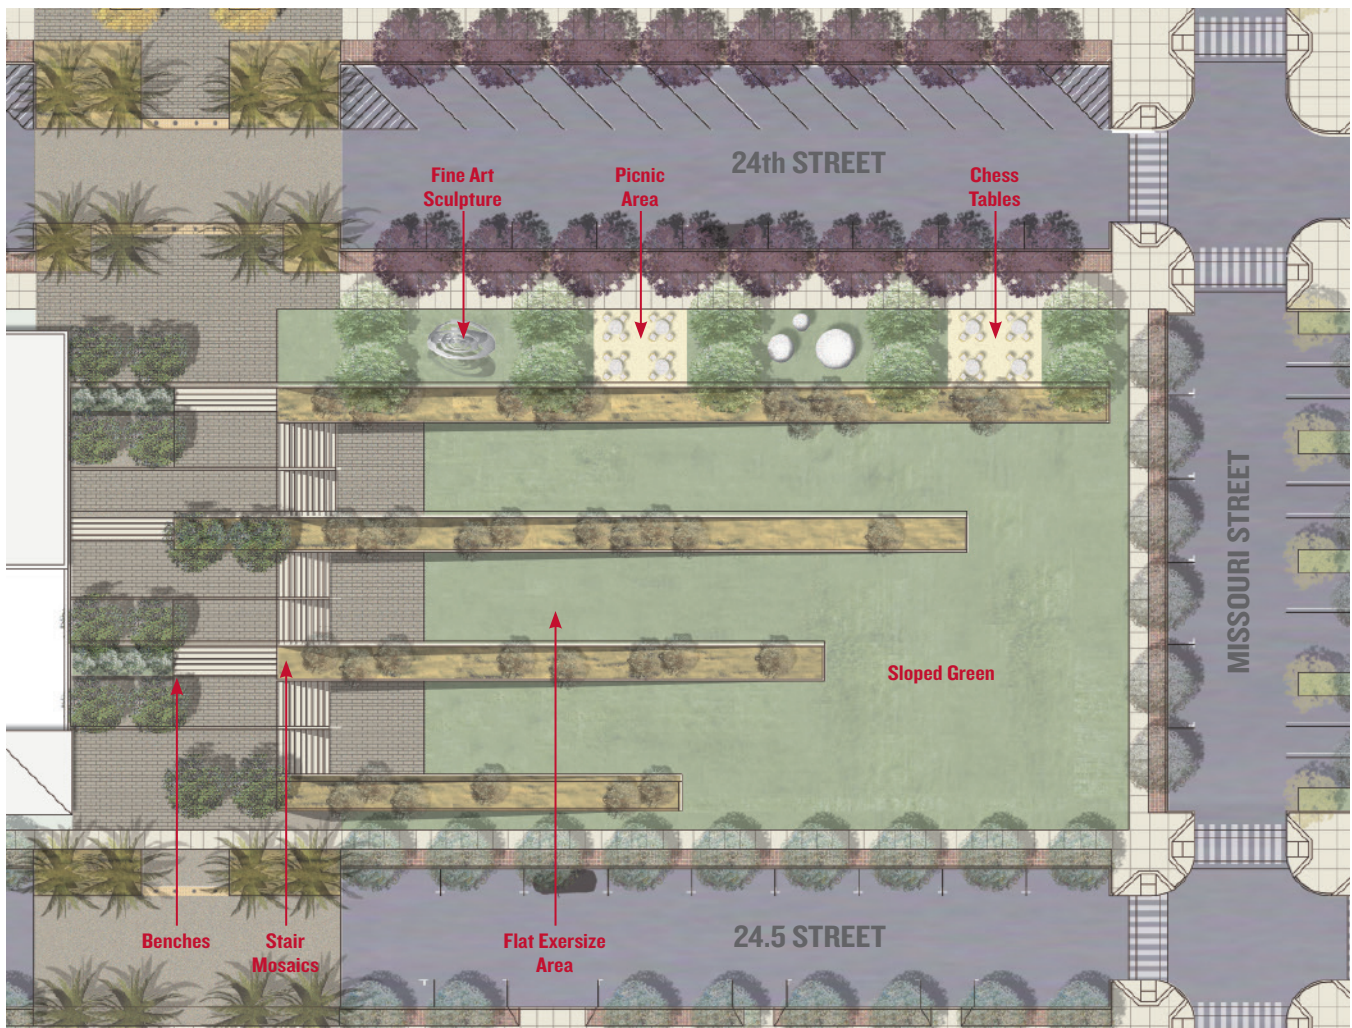 24th STREET
Fine Art
Sculpture
Picnic
Area
Chess
Tables
MISSOURI STREET
Sloped Green
Benches
Stair
Mosaics
Flat Exersize
Area
24.5 STREET